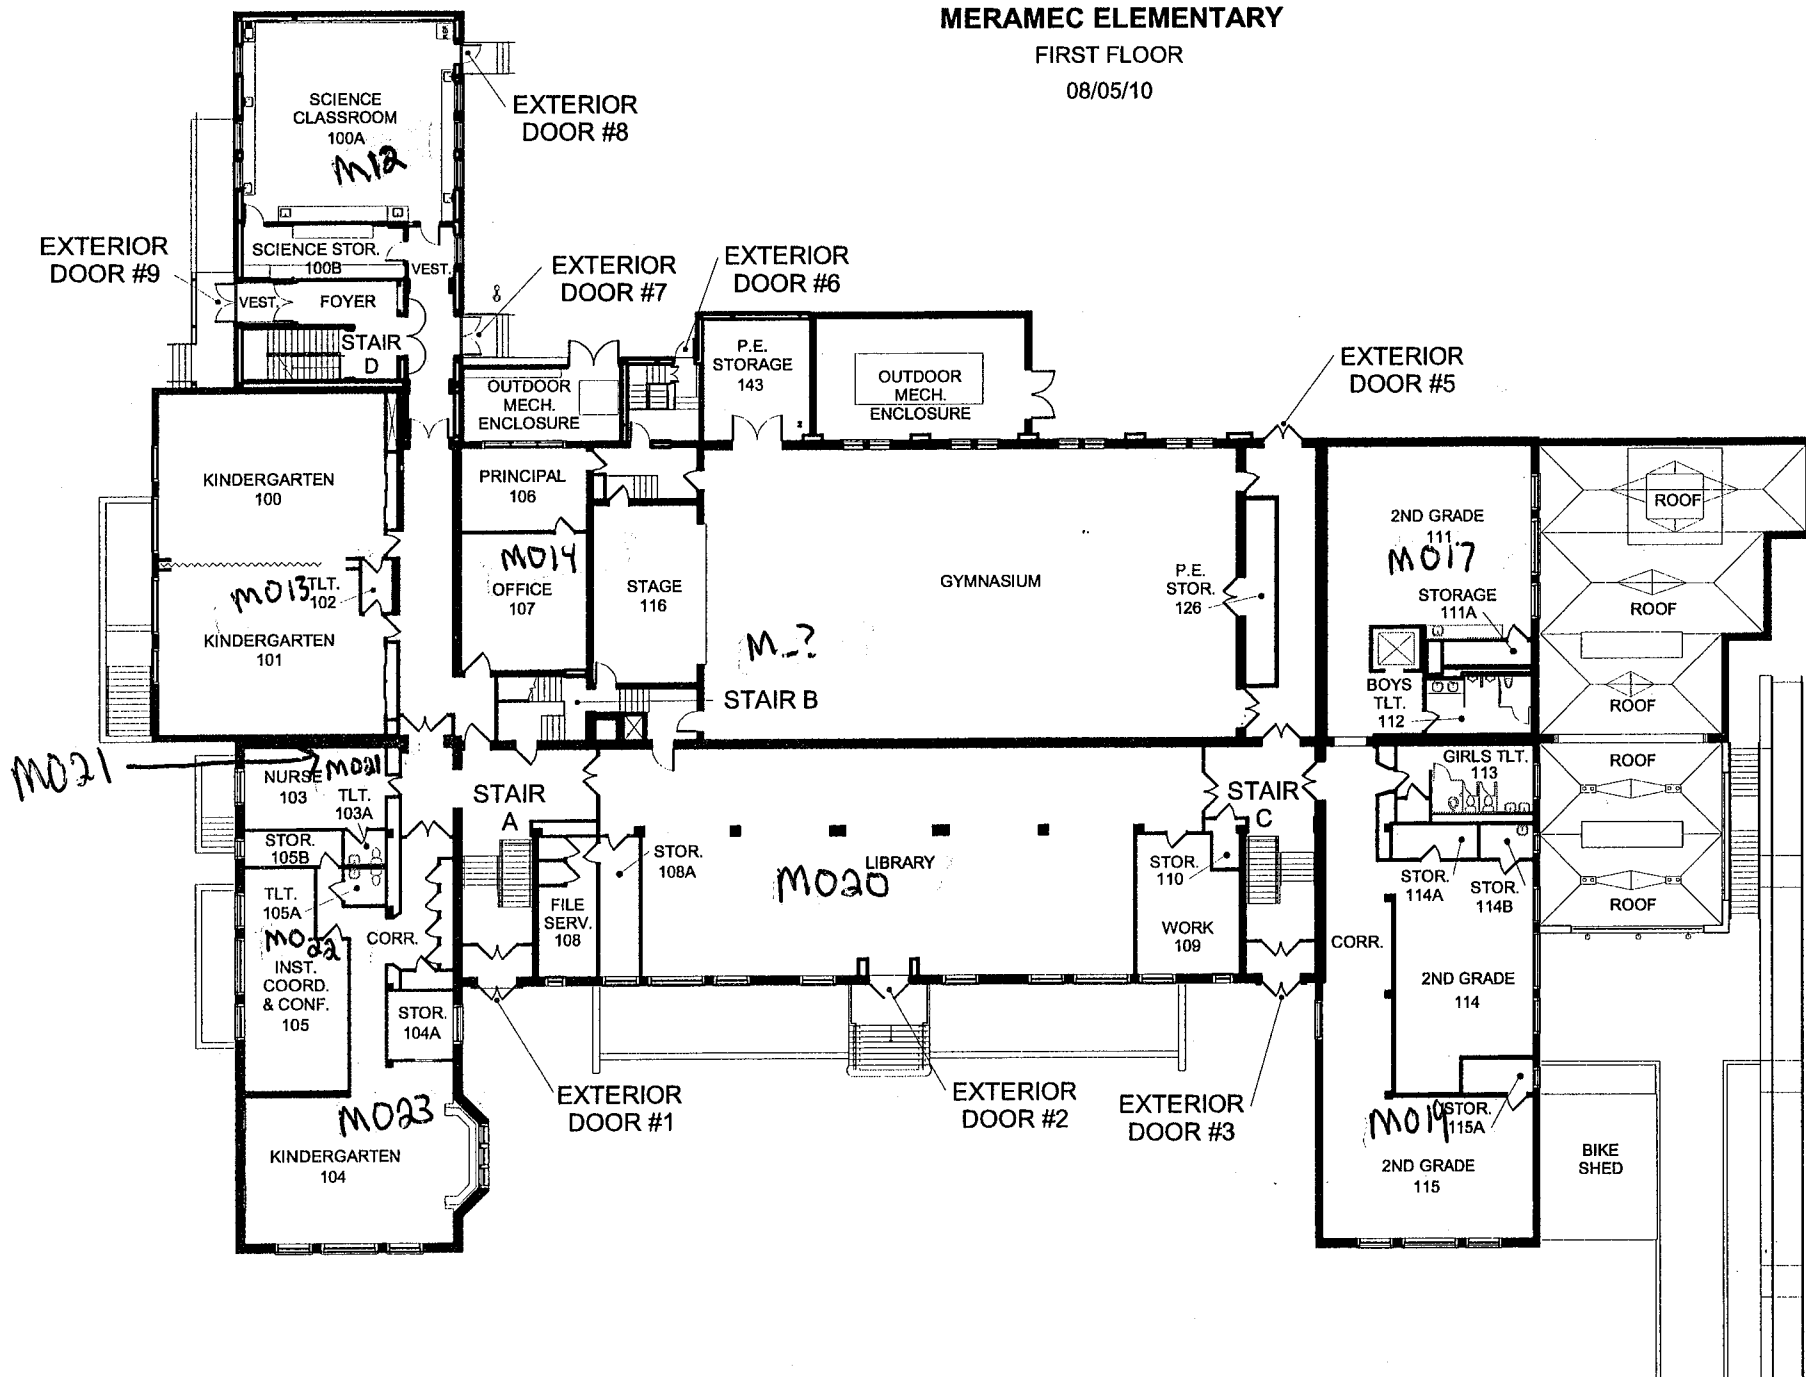 MERAMEC ELEMENTARY
FIRST FLOOR
08/05/10
REF.
SCIENCE
CLASSROOM
100A
M12
EXTERIOR
DOOR #8
EXTERIOR
DOOR #9
SCIENCE STOR.
100B
VEST.
VEST.
FOYER
STAIR
D
EXTERIOR
DOOR #7
EXTERIOR
DOOR #6
OUTDOOR
MECH.
ENCLOSURE
P.E.
STORAGE
143
OUTDOOR
MECH.
ENCLOSURE
EXTERIOR
DOOR #5
KINDERGARTEN
100
PRINCIPAL
106
M014
OFFICE
107
STAGE
116
GYMNASIUM
M_?
P.E.
STOR.
126
2ND GRADE
111
M017
STORAGE
111A
BOYS
TLT.
112
ROOF
ROOF
ROOF
M013
TLT.
102
KINDERGARTEN
101
STAIR B
M021
M021
NURSE
103
TLT.
103A
STOR.
105B
TLT.
105A
M022
INST.
COORD.
& CONF.
105
CORR.
STOR.
104A
STAIR
A
FILE
SERV.
108
STOR.
108A
LIBRARY
M020
STAIR
C
STOR.
110
WORK
109
GIRLS TLT.
113
STOR.
114A
STOR.
114B
CORR.
2ND GRADE
114
ROOF
ROOF
M023
KINDERGARTEN
104
EXTERIOR
DOOR #1
EXTERIOR
DOOR #2
EXTERIOR
DOOR #3
STOR.
115A
M019
2ND GRADE
115
BIKE
SHED